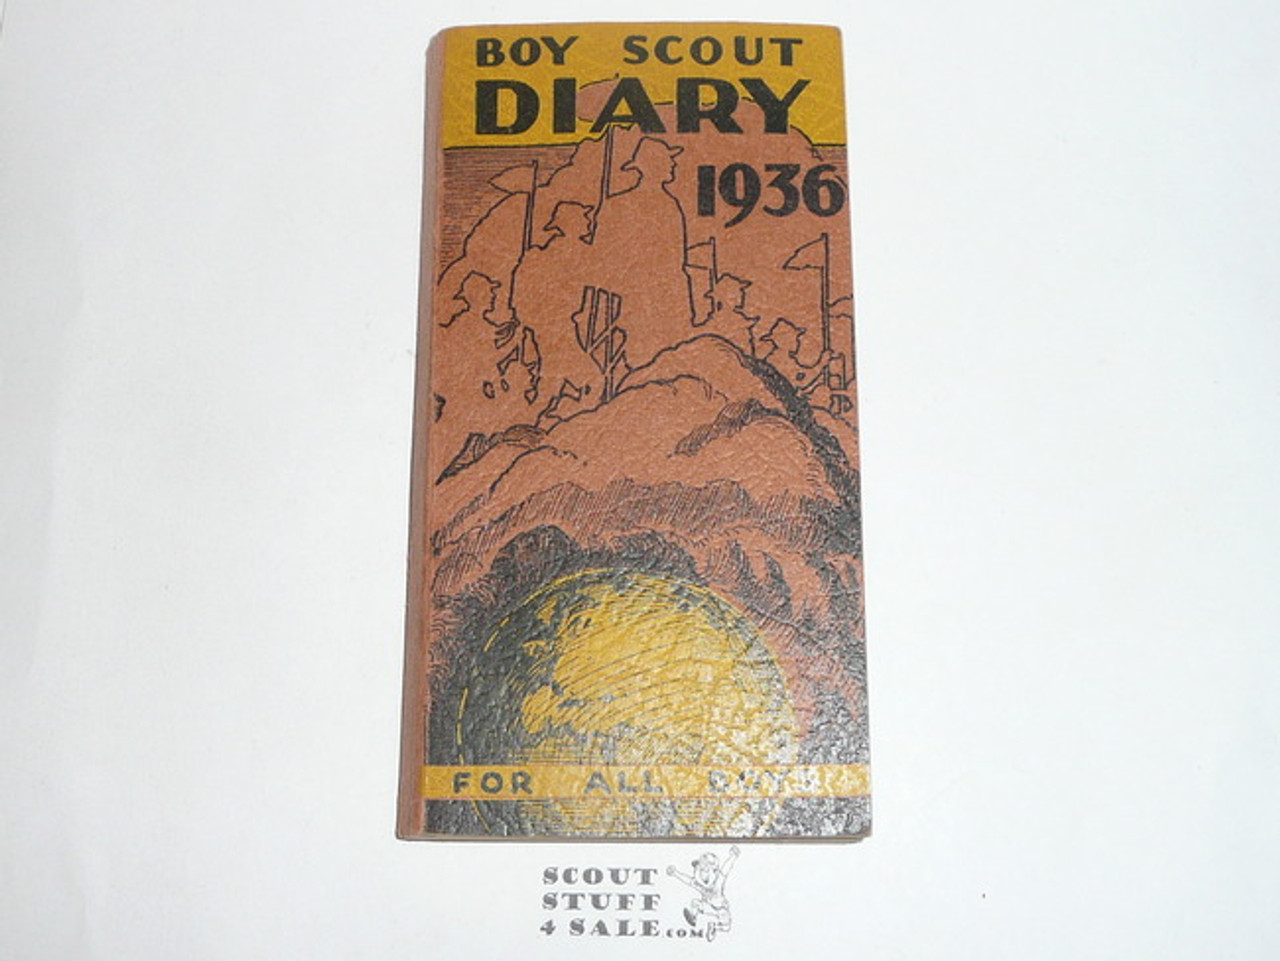 BOY SCOUT
DIARY
1936
FOR ALL BOYS
SCOUT
STUFF
4 SALE.COM